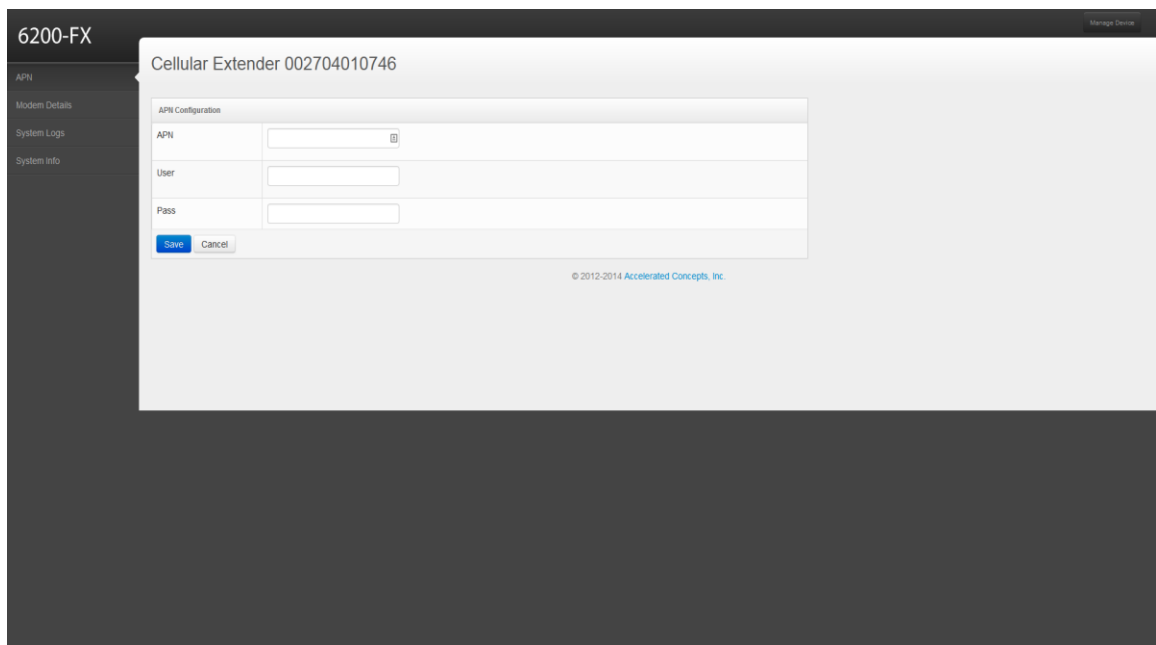 6200-FX
Manage Device
Cellular Extender 002704010746
APN
Modem Details
System Logs
System Info
APN Configuration
APN
User
Pass
Save Cancel
© 2012-2014 Accelerated Concepts, Inc.